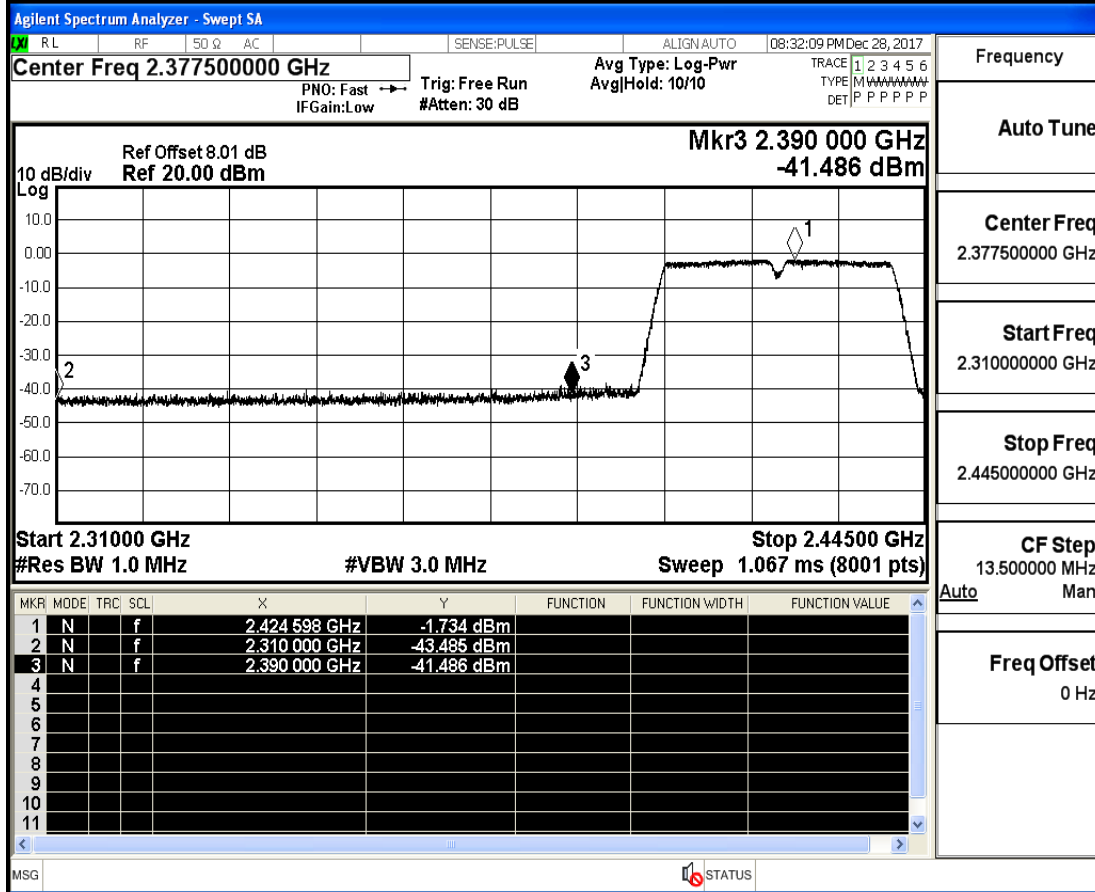 Agilent Spectrum Analyzer - Swept SA
LXI RL RF 50 Ω AC SENSE:PULSE ALIGN AUTO 08:32:09 PM Dec 28, 2017
Center Freq 2.377500000 GHz
PNO: Fast
IFGain:Low
Trig: Free Run
#Atten: 30 dB
Avg Type: Log-Pwr
Avg|Hold: 10/10
TRACE 1 2 3 4 5 6
TYPE M WWWWW
DET P P P P P P
Mkr3 2.390 000 GHz
-41.486 dBm
Ref Offset 8.01 dB
10 dB/div Ref 20.00 dBm
Log
10.0
0.00
-10.0
-20.0
-30.0
-40.0
-50.0
-60.0
-70.0
1
2
3
Start 2.31000 GHz Stop 2.44500 GHz
#Res BW 1.0 MHz #VBW 3.0 MHz Sweep 1.067 ms (8001 pts)
MKR MODE TRC SCL X Y FUNCTION FUNCTION WIDTH FUNCTION VALUE
1 N f 2.424 598 GHz -1.734 dBm
2 N f 2.310 000 GHz -43.485 dBm
3 N f 2.390 000 GHz -41.486 dBm
4
5
6
7
8
9
10
11
MSG STATUS
Frequency
Auto Tune
Center Freq
2.377500000 GHz
Start Freq
2.310000000 GHz
Stop Freq
2.445000000 GHz
CF Step
13.500000 MHz
Auto Man
Freq Offset
0 Hz